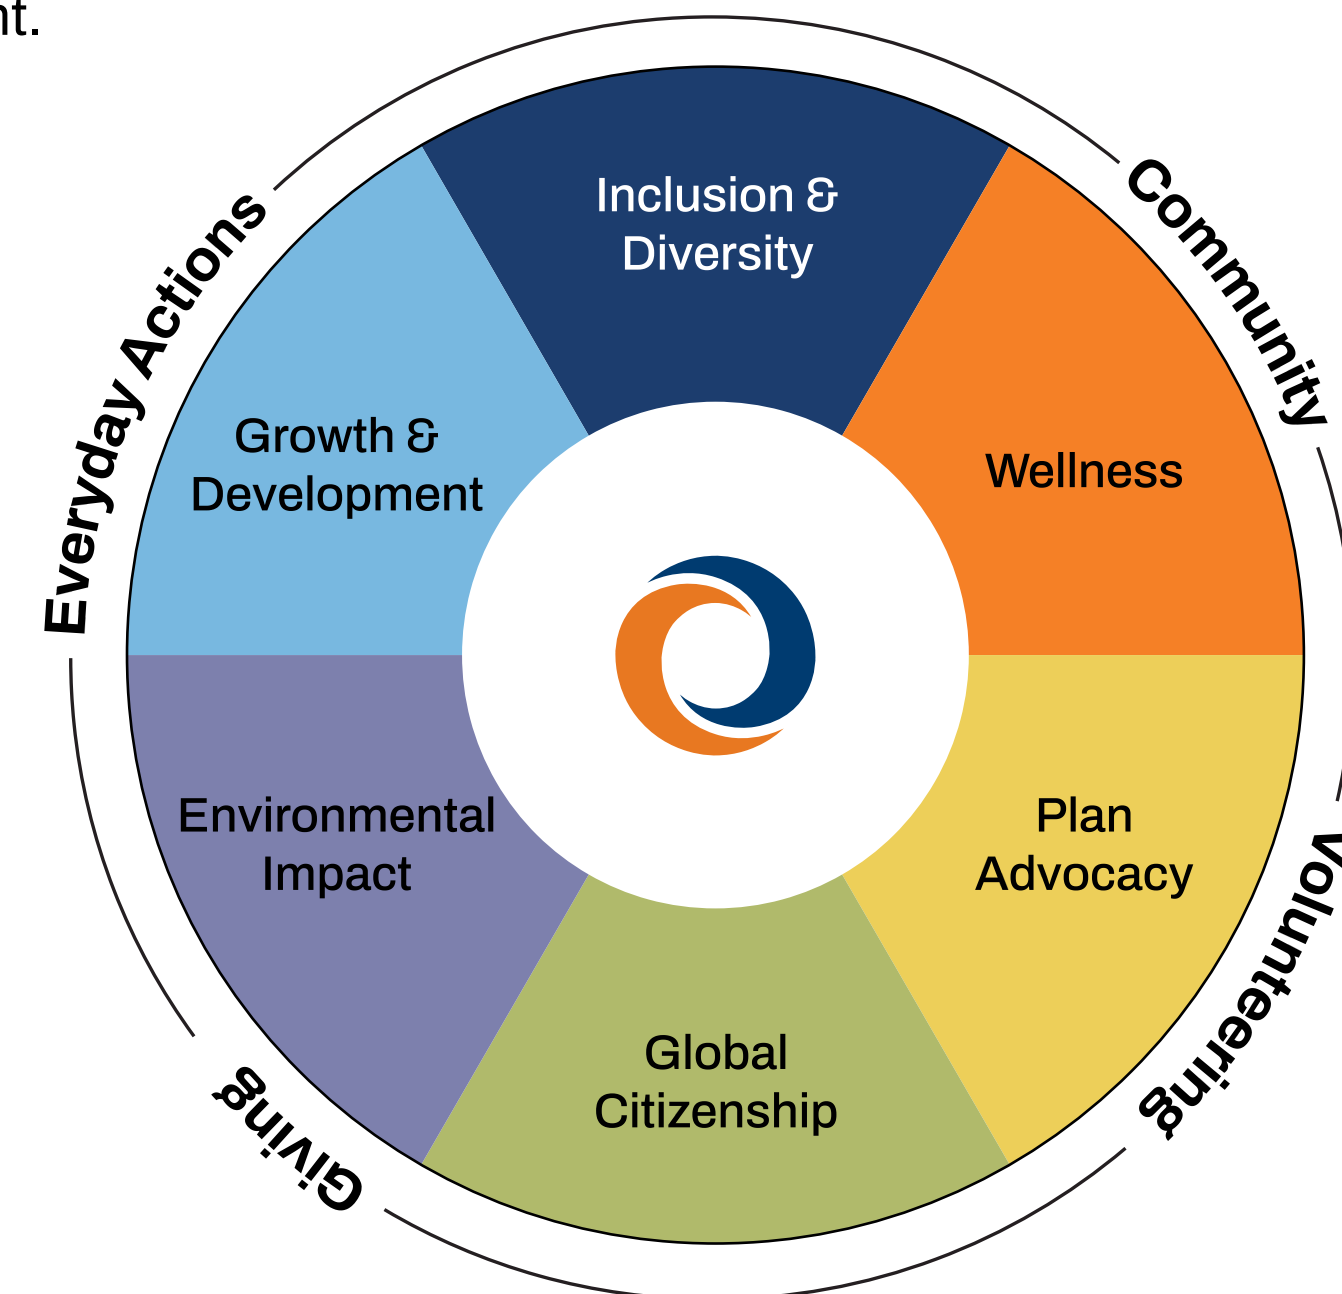 nt.
Everyday Actions
Community
Inclusion &
Diversity
Growth &
Development
Wellness
Environmental
Impact
Plan
Advocacy
Global
Citizenship
Giving
Volunteering